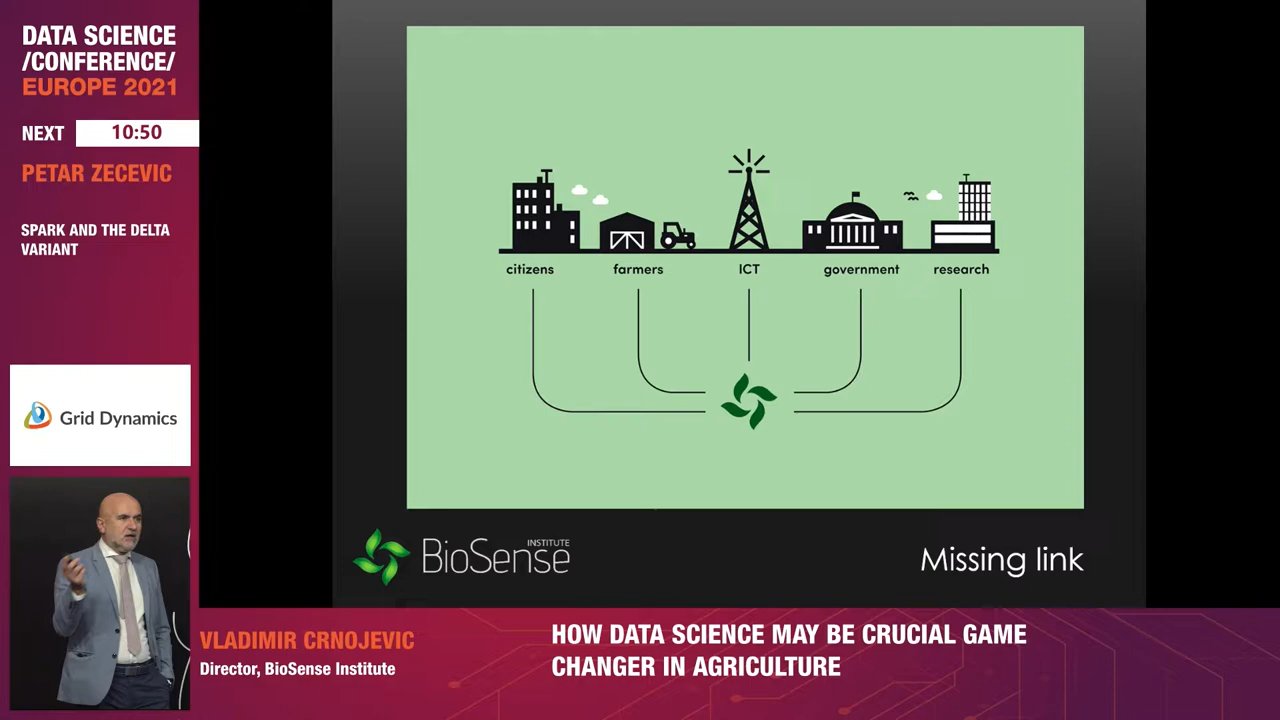 DATA SCIENCE
/CONFERENCE/
EUROPE 2021
NEXT 10:50
PETAR ZECEVIC
SPARK AND THE DELTA
VARIANT
Grid Dynamics
citizens farmers ICT government research
BioSense
INSTITUTE
Missing link
VLADIMIR CRNOJEVIC
Director, BioSense Institute
HOW DATA SCIENCE MAY BE CRUCIAL GAME
CHANGER IN AGRICULTURE